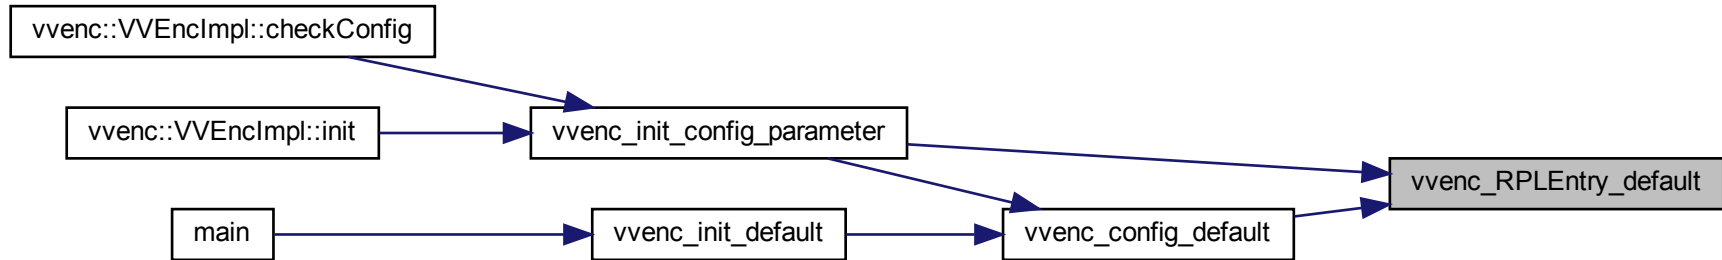 vvenc::VVEncImpl::checkConfig
vvenc::VVEncImpl::init
vvenc_init_config_parameter
vvenc_RPLEntry_default
main
vvenc_init_default
vvenc_config_default